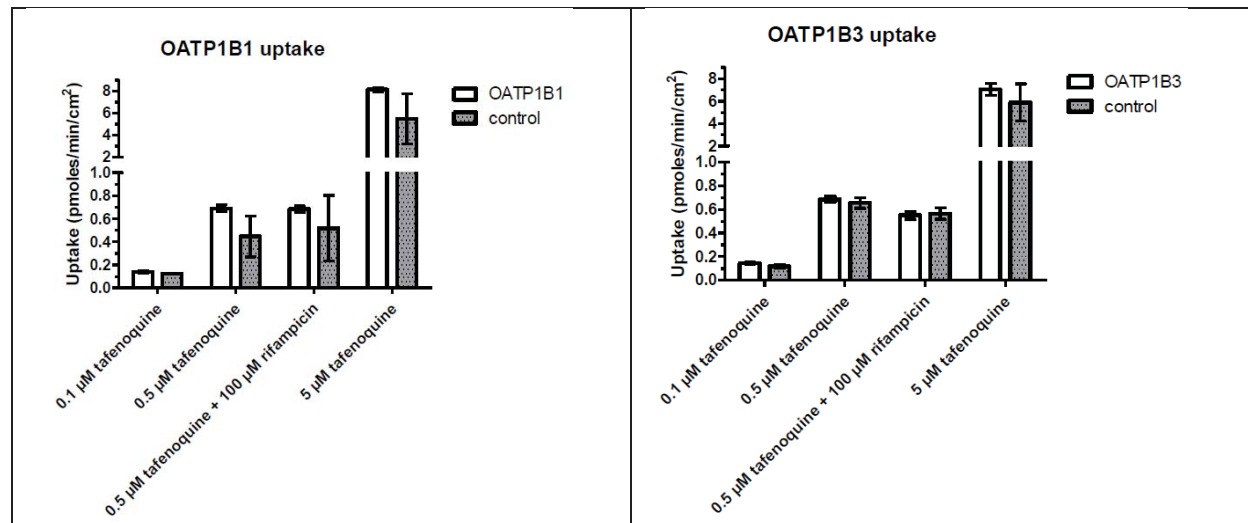 OATP1B1 uptake
OATP1B1
control
Uptake (pmoles/min/cm²)
8
6
4
2
1.0
0.8
0.6
0.4
0.2
0.0
0.1 µM tafenoquine
0.5 µM tafenoquine
0.5 µM tafenoquine + 100 µM rifampicin
5 µM tafenoquine
OATP1B3 uptake
OATP1B3
control
Uptake (pmoles/min/cm²)
8
6
4
2
1.0
0.8
0.6
0.4
0.2
0.0
0.1 µM tafenoquine
0.5 µM tafenoquine
0.5 µM tafenoquine + 100 µM rifampicin
5 µM tafenoquine